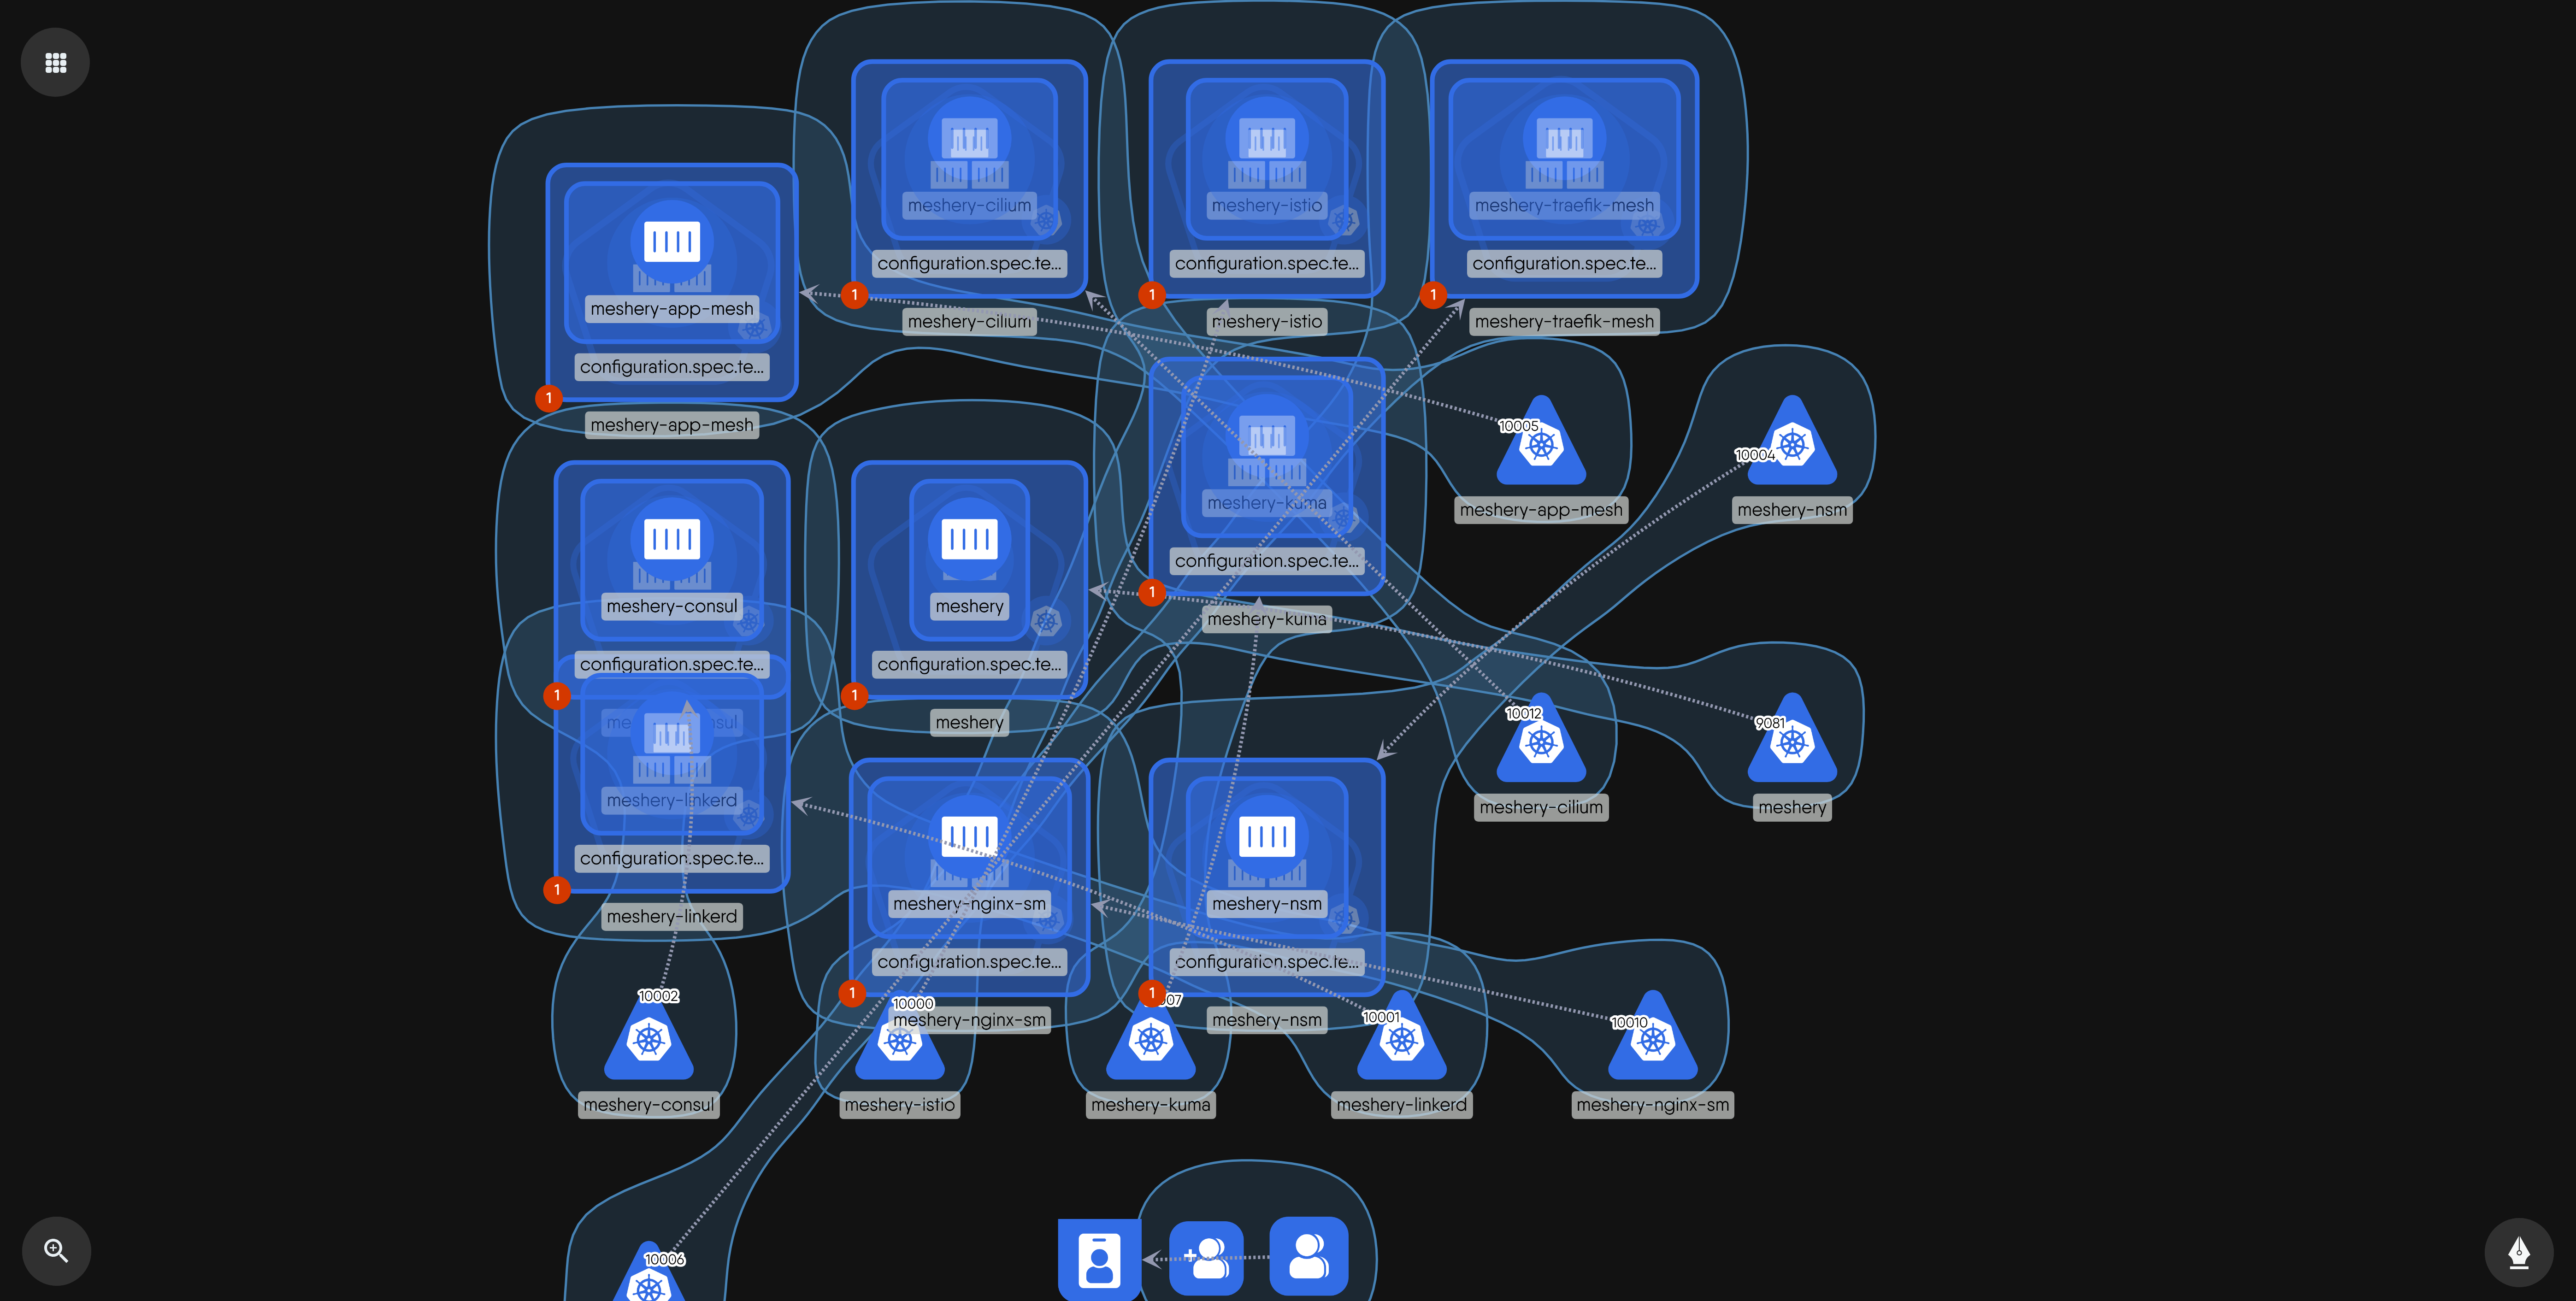 meshery-cilium
configuration.spec.te...
1
meshery-cilium
meshery-istio
configuration.spec.te...
1
meshery-istio
meshery-traefik-mesh
configuration.spec.te...
1
meshery-traefik-mesh
meshery-app-mesh
configuration.spec.te...
1
meshery-app-mesh
meshery-kuma
configuration.spec.te...
1
meshery-kuma
10005
meshery-app-mesh
10004
meshery-nsm
meshery-consul
configuration.spec.te...
1
meshery
configuration.spec.te...
1
meshery
meshery-linkerd
configuration.spec.te...
1
meshery-linkerd
10012
meshery-cilium
9081
meshery
meshery-nginx-sm
configuration.spec.te...
1
meshery-nginx-sm
meshery-nsm
configuration.spec.te...
1
meshery-nsm
10002
meshery-consul
10000
meshery-istio
meshery-kuma
10001
meshery-linkerd
10010
meshery-nginx-sm
10006